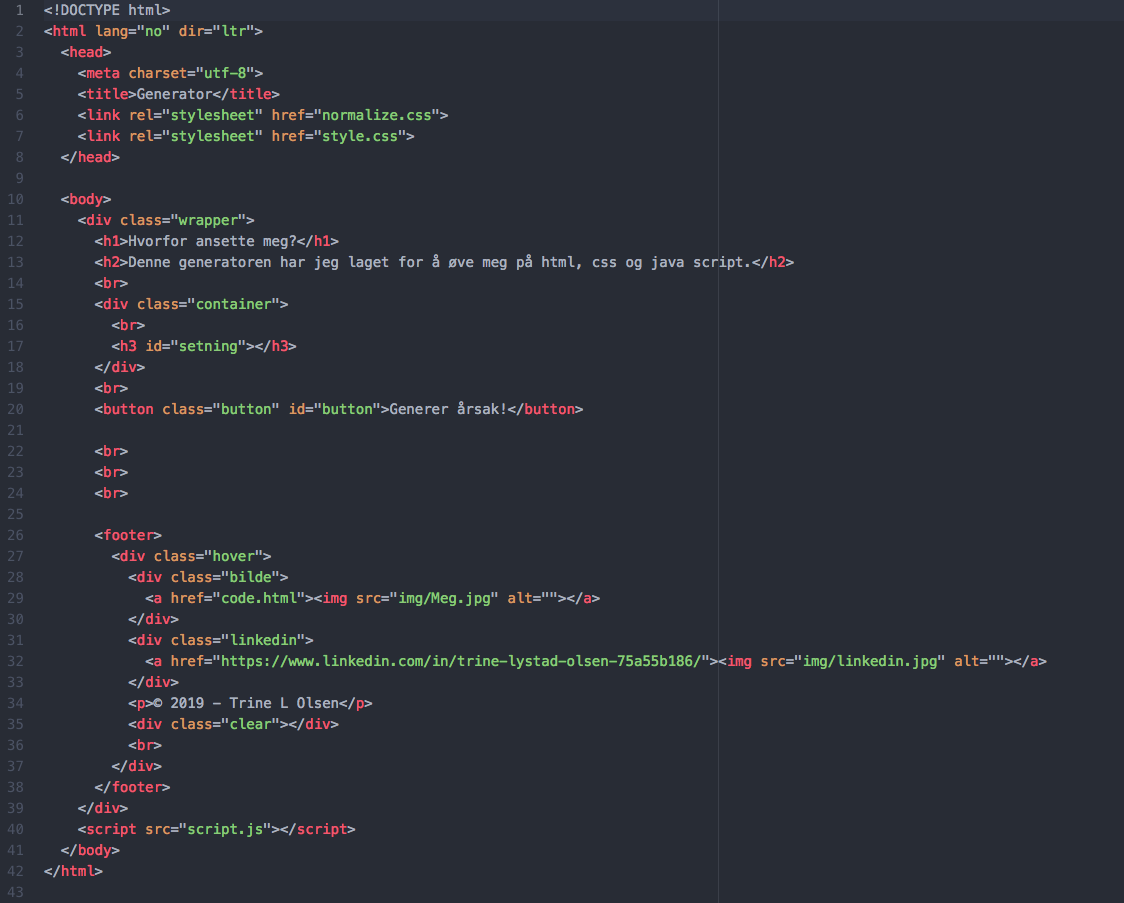 1 <!DOCTYPE html>
2 <html lang="no" dir="ltr">
3   <head>
4     <meta charset="utf-8">
5     <title>Generator</title>
6     <link rel="stylesheet" href="normalize.css">
7     <link rel="stylesheet" href="style.css">
8   </head>
9
10   <body>
11     <div class="wrapper">
12       <h1>Hvorfor ansette meg?</h1>
13       <h2>Denne generatoren har jeg laget for å øve meg på html, css og java script.</h2>
14       <br>
15       <div class="container">
16         <br>
17         <h3 id="setning"></h3>
18       </div>
19       <br>
20       <button class="button" id="button">Generer årsak!</button>
21
22       <br>
23       <br>
24       <br>
25
26       <footer>
27         <div class="hover">
28           <div class="bilde">
29             <a href="code.html"><img src="img/Meg.jpg" alt=""></a>
30           </div>
31           <div class="linkedin">
32             <a href="https://www.linkedin.com/in/trine-lystad-olsen-75a55b186/"><img src="img/linkedin.jpg" alt=""></a>
33           </div>
34           <p>© 2019 - Trine L Olsen</p>
35           <div class="clear"></div>
36           <br>
37         </div>
38       </footer>
39     </div>
40     <script src="script.js"></script>
41   </body>
42 </html>
43